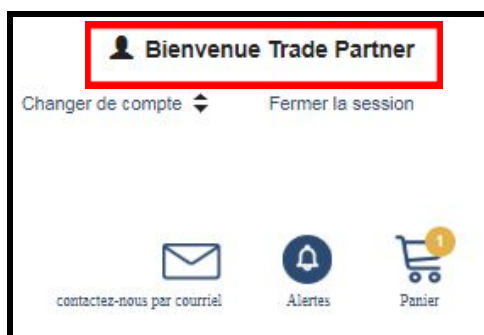 Bienvenue Trade Partner
Changer de compte Fermer la session
1
contactez-nous par courriel Alertes Panier